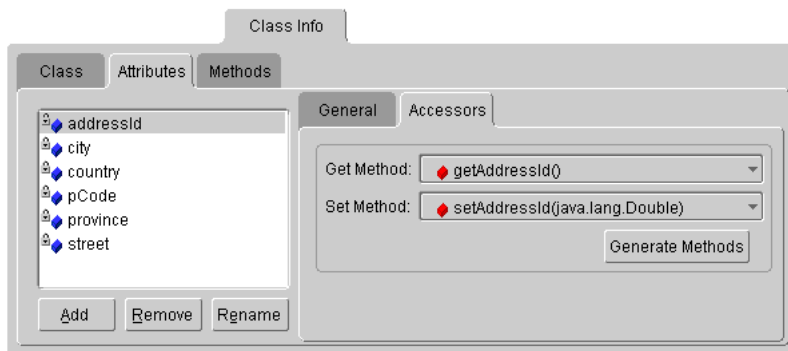 Class Info
Class Attributes Methods
addressId
city
country
pCode
province
street
Add Remove Rename
General Accessors
Get Method: getAddressId()
Set Method: setAddressId(java.lang.Double)
Generate Methods